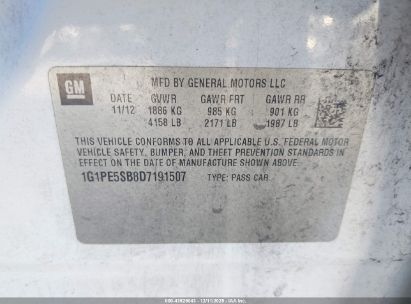 GM
MFD BY GENERAL MOTORS LLC
DATE GVWR GAWR FRT GAWR RR
11/12 1886 KG 985 KG 901 KG
4158 LB 2171 LB 1987 LB
THIS VEHICLE CONFORMS TO ALL APPLICABLE U.S. FEDERAL MOTOR
VEHICLE SAFETY, BUMPER, AND THEFT PREVENTION STANDARDS IN
EFFECT ON THE DATE OF MANUFACTURE SHOWN ABOVE.
1G1PE5SB8D7191507 TYPE: PASS CAR